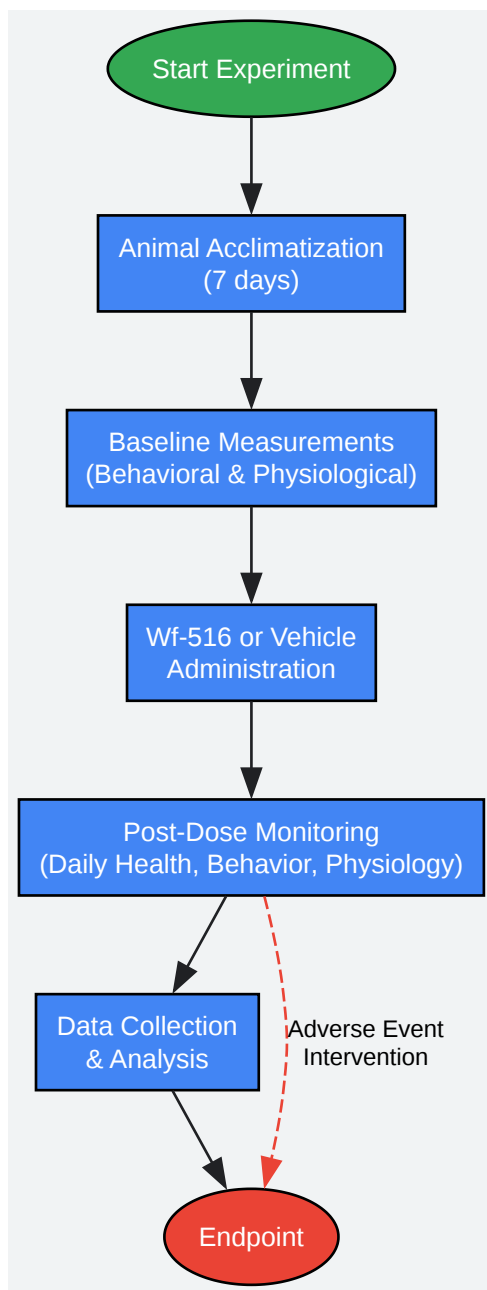 Start Experiment
Animal Acclimatization
(7 days)
Baseline Measurements
(Behavioral & Physiological)
Wf-516 or Vehicle
Administration
Post-Dose Monitoring
(Daily Health, Behavior, Physiology)
Data Collection
& Analysis
Adverse Event
Intervention
Endpoint